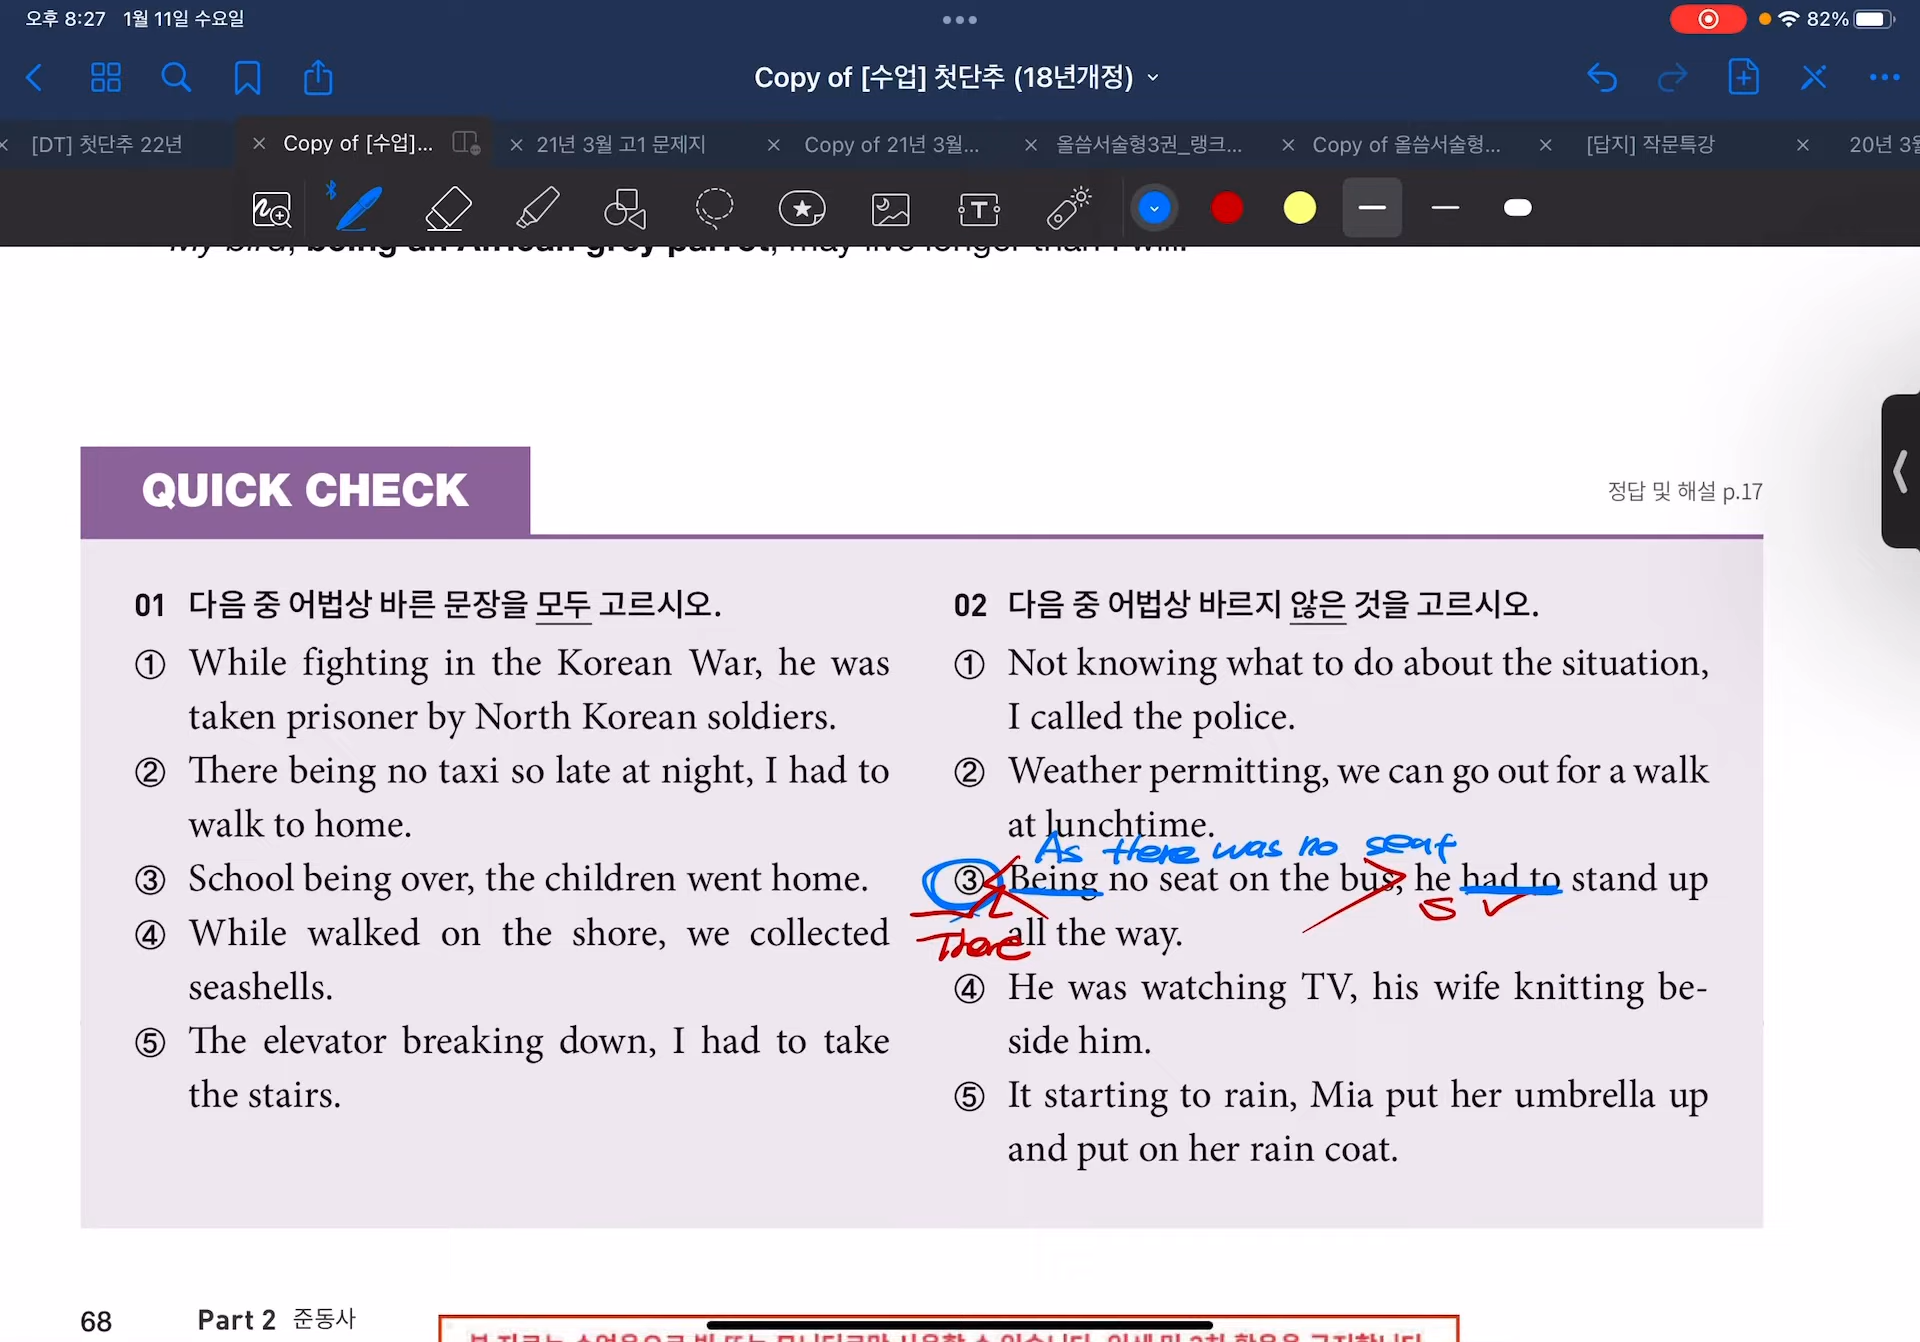 오후 8:27 1월 11일 수요일
82%
Copy of [수업] 첫단추 (18년개정)
[DT] 첫단추 22년
Copy of [수업]...
21년 3월 고1 문제지
Copy of 21년 3월...
올씀서술형3권_랭크...
Copy of 올씀서술형...
[답지] 작문특강
20년 3월
My bird, being an African grey parrot, may live longer than I will.
QUICK CHECK
정답 및 해설 p.17
01 다음 중 어법상 바른 문장을 모두 고르시오.
① While fighting in the Korean War, he was
taken prisoner by North Korean soldiers.
② There being no taxi so late at night, I had to
walk to home.
③ School being over, the children went home.
④ While walked on the shore, we collected
seashells.
⑤ The elevator breaking down, I had to take
the stairs.
02 다음 중 어법상 바르지 않은 것을 고르시오.
① Not knowing what to do about the situation,
I called the police.
② Weather permitting, we can go out for a walk
at lunchtime.
As there was no seat
③ Being no seat on the bus, he had to stand up
S V
There
all the way.
④ He was watching TV, his wife knitting be-
side him.
⑤ It starting to rain, Mia put her umbrella up
and put on her rain coat.
68 Part 2 준동사